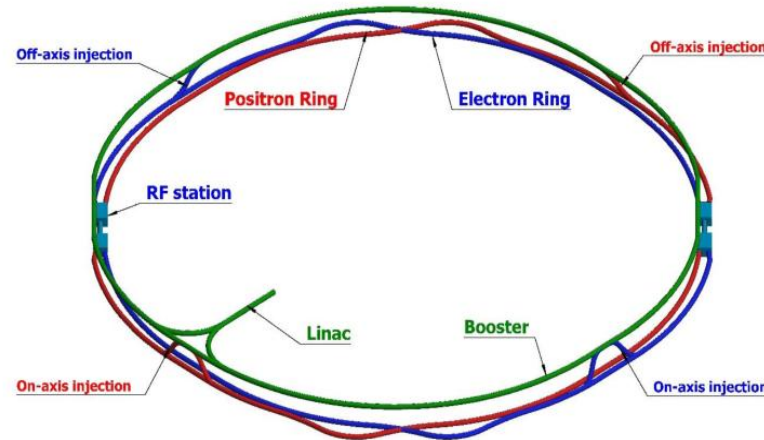 Off-axis injection
Off-axis injection
Positron Ring
Electron Ring
RF station
Linac
Booster
On-axis injection
On-axis injection